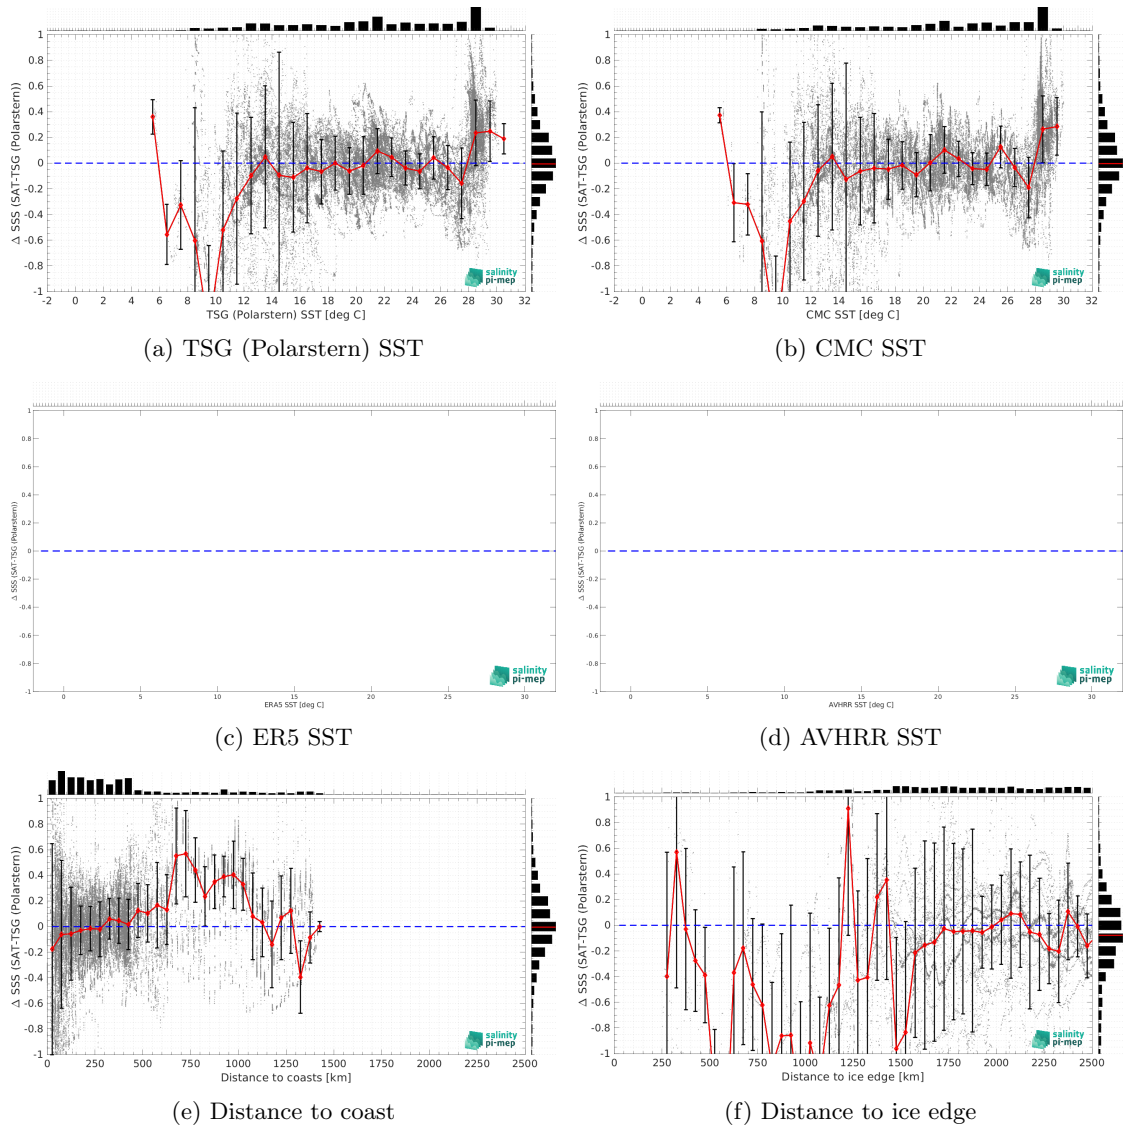 1
0.8
0.6
0.4
0.2
0
-0.2
-0.4
-0.6
-0.8
-1
Δ SSS (SAT-TSG (Polarstern))
-2 0 2 4 6 8 10 12 14 16 18 20 22 24 26 28 30 32
TSG (Polarstern) SST [deg C]
salinity
pi-mep
(a) TSG (Polarstern) SST
1
0.8
0.6
0.4
0.2
0
-0.2
-0.4
-0.6
-0.8
-1
Δ SSS (SAT-TSG (Polarstern))
-2 0 2 4 6 8 10 12 14 16 18 20 22 24 26 28 30 32
CMC SST [deg C]
salinity
pi-mep
(b) CMC SST
1
0.8
0.6
0.4
0.2
0
-0.2
-0.4
-0.6
-0.8
-1
Δ SSS (SAT-TSG (Polarstern))
0 5 10 15 20 25 30
ERA5 SST [deg C]
salinity
pi-mep
(c) ER5 SST
1
0.8
0.6
0.4
0.2
0
-0.2
-0.4
-0.6
-0.8
-1
Δ SSS (SAT-TSG (Polarstern))
0 5 10 15 20 25 30
AVHRR SST [deg C]
salinity
pi-mep
(d) AVHRR SST
1
0.8
0.6
0.4
0.2
0
-0.2
-0.4
-0.6
-0.8
-1
Δ SSS (SAT-TSG (Polarstern))
0 250 500 750 1000 1250 1500 1750 2000 2250 2500
Distance to coasts [km]
salinity
pi-mep
(e) Distance to coast
1
0.8
0.6
0.4
0.2
0
-0.2
-0.4
-0.6
-0.8
-1
Δ SSS (SAT-TSG (Polarstern))
0 250 500 750 1000 1250 1500 1750 2000 2250 2500
Distance to ice edge [km]
salinity
pi-mep
(f) Distance to ice edge